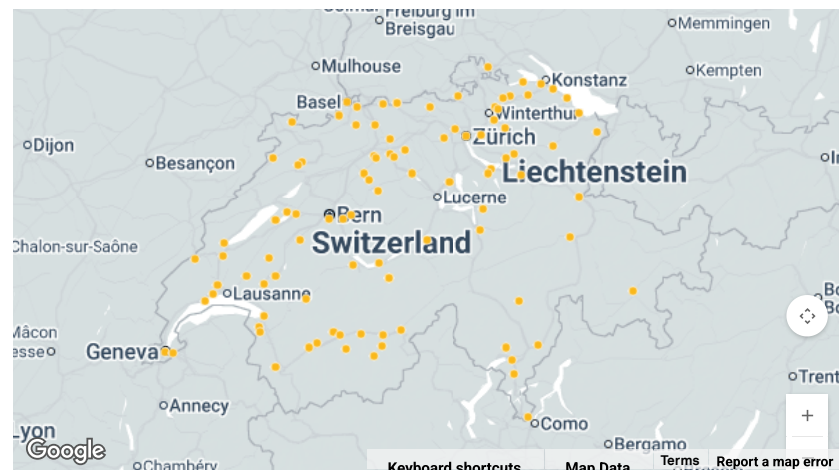 Freiburg im
Breisgau
Memmingen
Mulhouse
Konstanz
Kempten
Basel
Winterthur
Zürich
Dijon
Besançon
Liechtenstein
Lucerne
Bern
Switzerland
Chalon-sur-Saône
Lausanne
Mâcon
Geneva
Trent
Annecy
Lyon
Como
Google
Bergamo
Chambéry
Keyboard shortcuts
Map Data
Terms
Report a map error